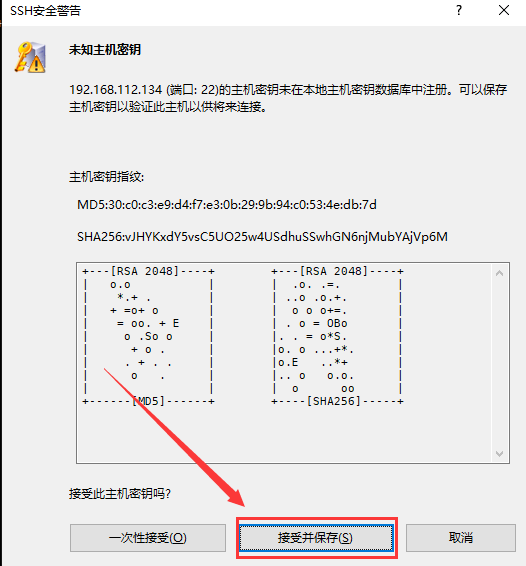 SSH安全警告
未知主机密钥
192.168.112.134 (端口: 22)的主机密钥未在本地主机密钥数据库中注册。可以保存
主机密钥以验证此主机以供将来连接。
主机密钥指纹:
MD5:30:c0:c3:e9:d4:f7:e3:0b:29:9b:94:c0:53:4e:db:7d
SHA256:vJHYKxdY5vsC5UO25w4USdhuSSwhGN6njMubYAjVp6M
+---[RSA 2048]----+        +---[RSA 2048]----+
|   o.o           |        |  .o. .=.        |
|    *.+ .        |        | ..o .o.+.       |
|   + =o+ o       |        |  o o o+=.       |
|    = oo. + E    |        | . o = OBo       |
|     o .So o     |        |. . = o*S.       |
|      + o .      |        |o. o ...+*.      |
|     . + . .     |        |o.E   ..*+       |
|      o   .      |        |.. o   o.o.      |
|                 |        |  o      oo      |
+------[MD5]------+        +----[SHA256]-----+
接受此主机密钥吗?
一次性接受(O) 接受并保存(S) 取消